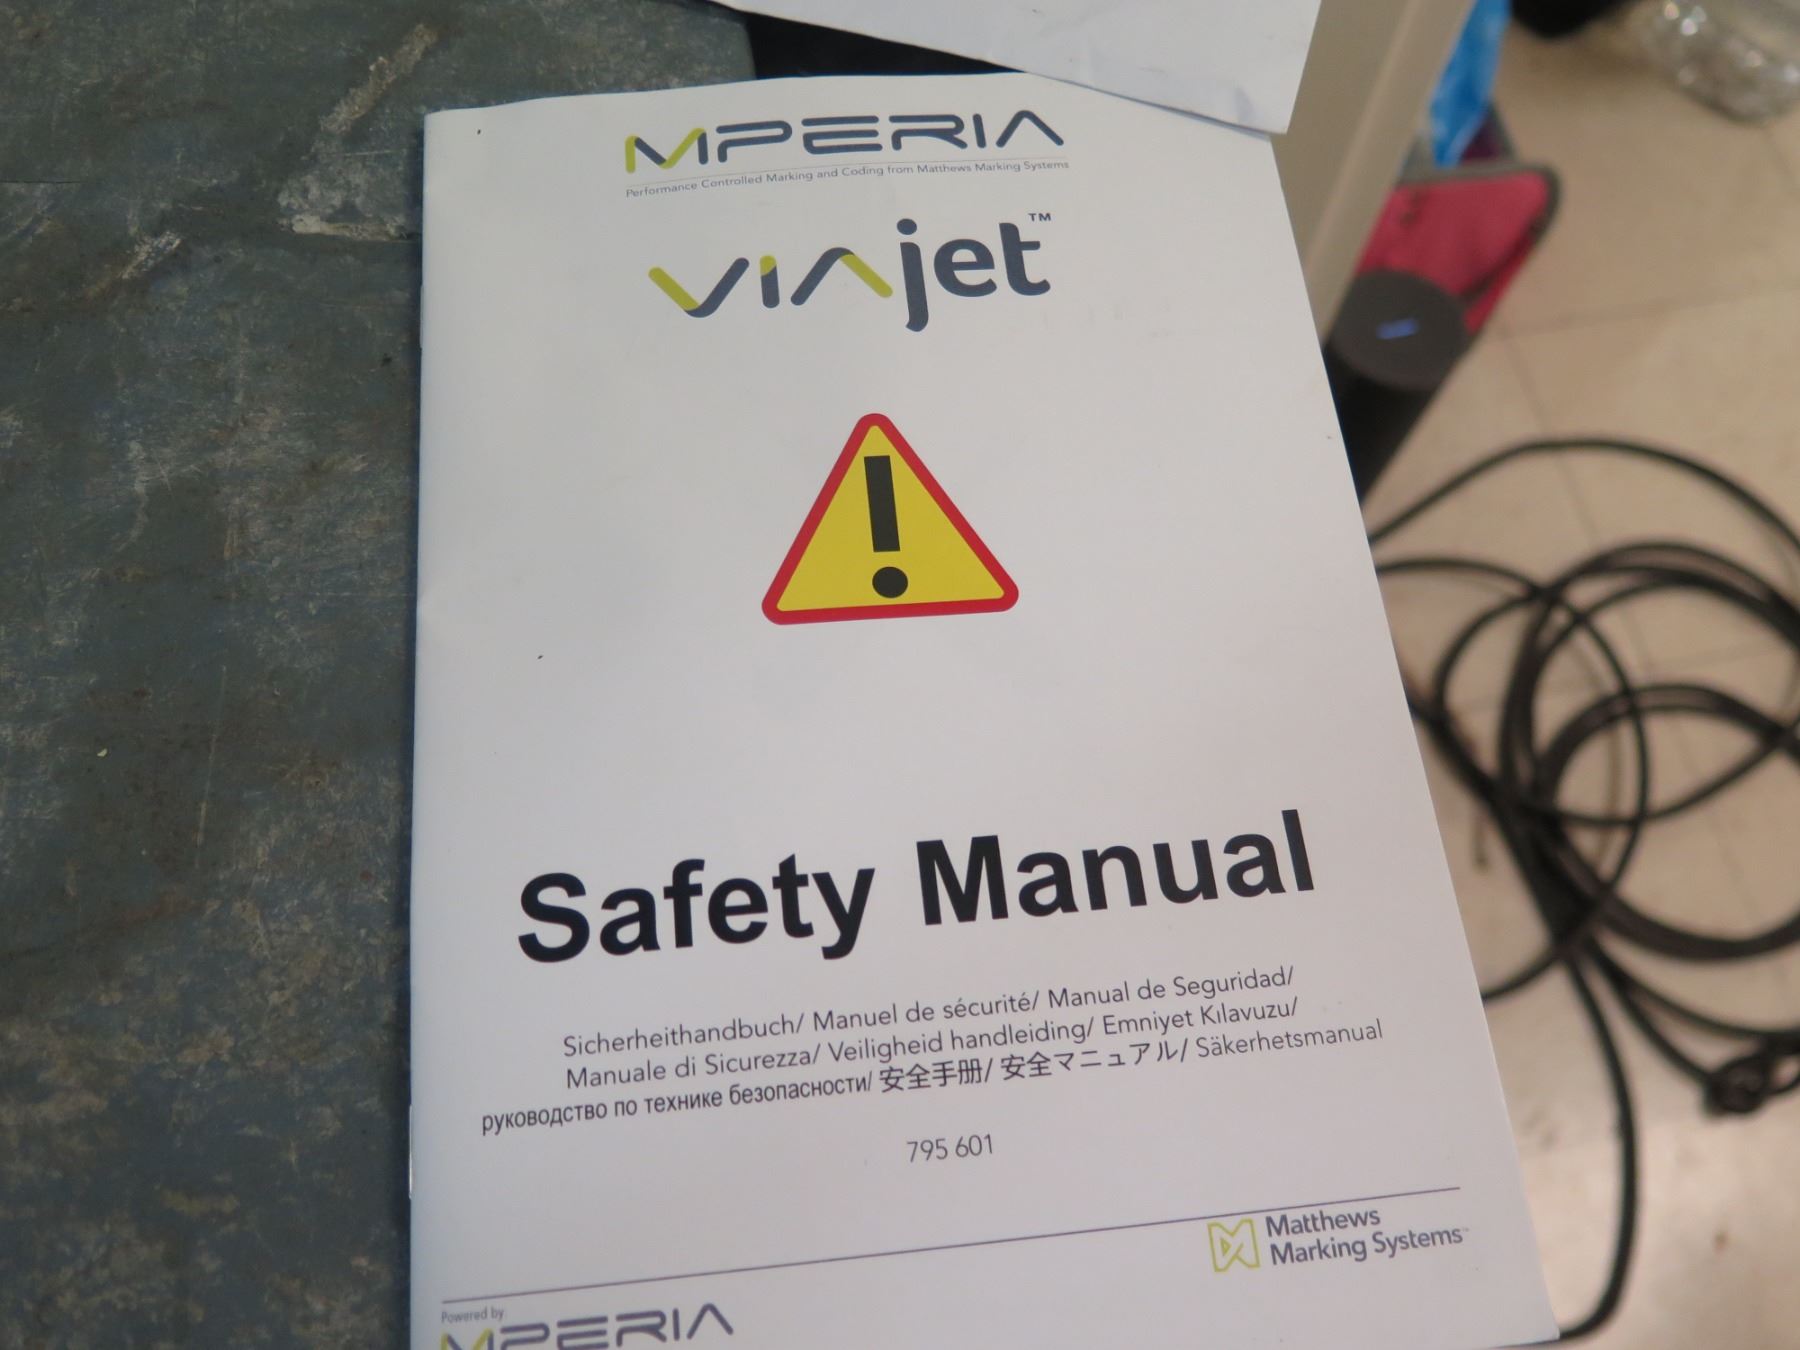 MPERIA
Performance Controlled Marking and Coding from Matthews Marking Systems
VIAjet™
!
Safety Manual
Sicherheithandbuch/ Manuel de sécurité/ Manual de Seguridad/
Manuale di Sicurezza/ Veiligheid handleiding/ Emniyet Kılavuzu/
руководство по технике безопасности/ 安全手册/ 安全マニュアル/ Säkerhetsmanual
795 601
Matthews
Marking Systems™
Powered by
MPERIA